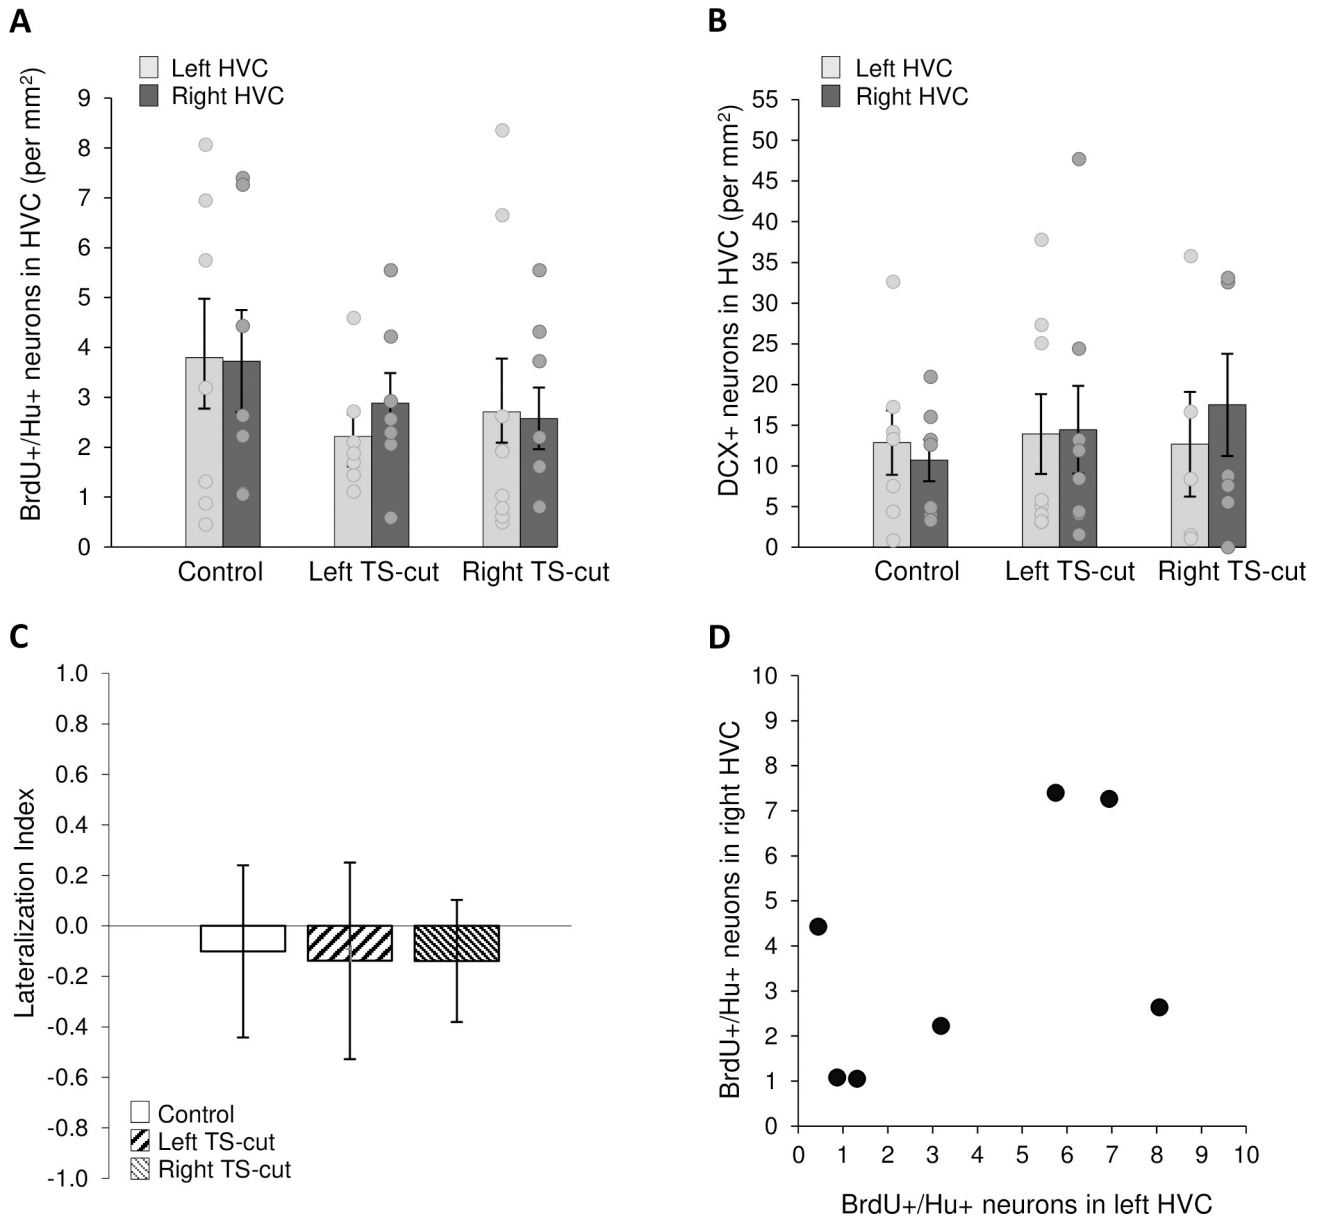 A
Left HVC
Right HVC
BrdU+/Hu+ neurons in HVC (per mm²)
9
8
7
6
5
4
3
2
1
0
Control
Left TS-cut
Right TS-cut
B
Left HVC
Right HVC
DCX+ neurons in HVC (per mm²)
55
50
45
40
35
30
25
20
15
10
5
0
Control
Left TS-cut
Right TS-cut
C
Lateralization Index
1.0
0.8
0.6
0.4
0.2
0.0
-0.2
-0.4
-0.6
-0.8
-1.0
Control
Left TS-cut
Right TS-cut
D
BrdU+/Hu+ neuons in right HVC
10
9
8
7
6
5
4
3
2
1
0
0 1 2 3 4 5 6 7 8 9 10
BrdU+/Hu+ neurons in left HVC